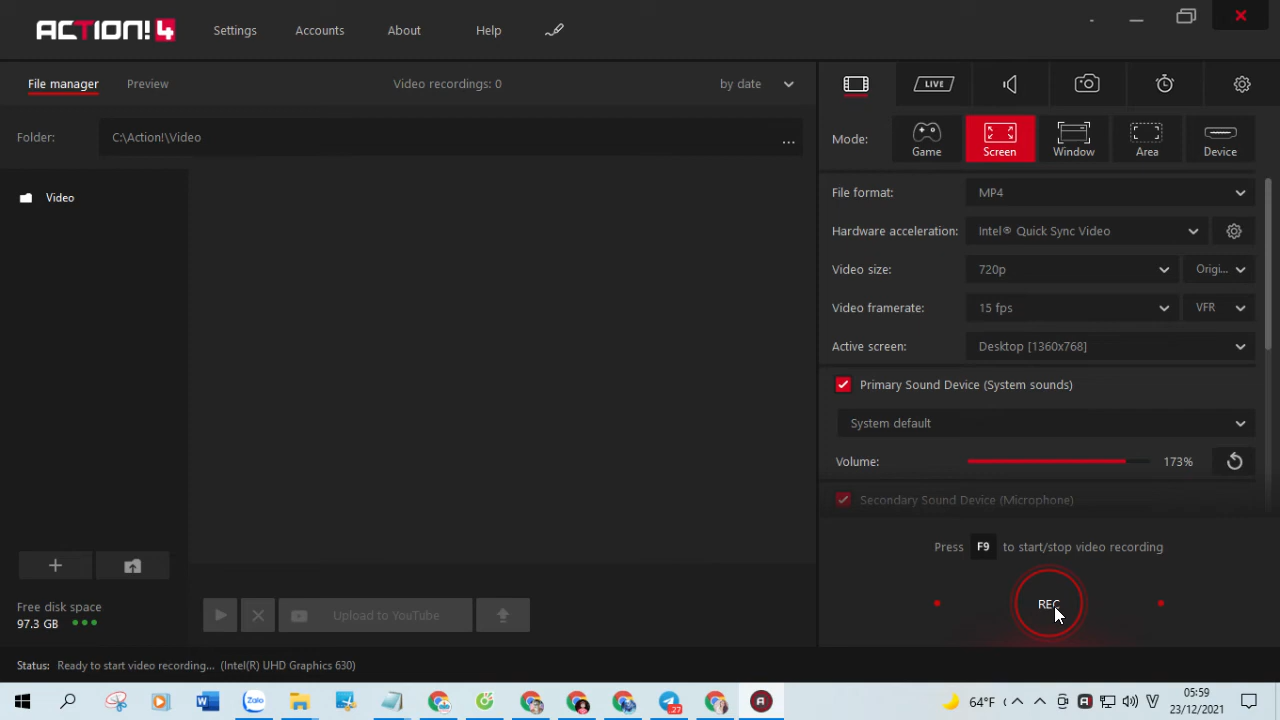 ACTION! 4
Settings Accounts About Help
File manager Preview Video recordings: 0 by date
LIVE
Folder: C:\Action!\Video ...
Mode: Game Screen Window Area Device
Video
File format: MP4
Hardware acceleration: Intel® Quick Sync Video
Video size: 720p Origi...
Video framerate: 15 fps VFR
Active screen: Desktop [1360x768]
Primary Sound Device (System sounds)
System default
Volume: 173%
Secondary Sound Device (Microphone)
Press F9 to start/stop video recording
REC
Free disk space
97.3 GB
Upload to YouTube
Status: Ready to start video recording... (Intel(R) UHD Graphics 630)
Zalo
64°F
05:59
23/12/2021